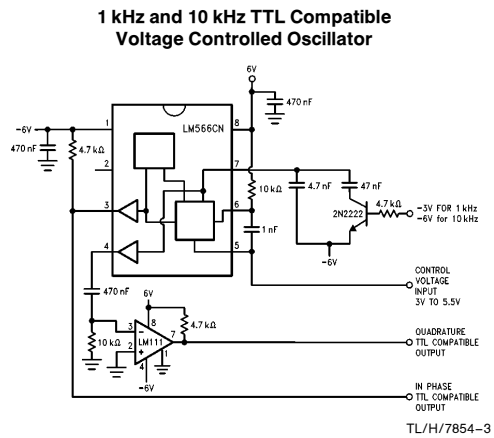 1 kHz and 10 kHz TTL Compatible
Voltage Controlled Oscillator
6V
470 nF
-6V
1
LM566CN
8
470 nF
4.7 kΩ
2
7
10 kΩ
4.7 nF
47 nF
4.7 kΩ
3
6
2N2222
-3V FOR 1 kHz
-6V for 10 kHz
1 nF
4
5
-6V
470 nF
CONTROL
VOLTAGE
INPUT
3V TO 5.5V
6V
8
4.7 kΩ
3
-
7
QUADRATURE
TTL COMPATIBLE
OUTPUT
10 kΩ
2
+
LM111
1
4
-6V
IN PHASE
TTL COMPATIBLE
OUTPUT
TL/H/7854–3